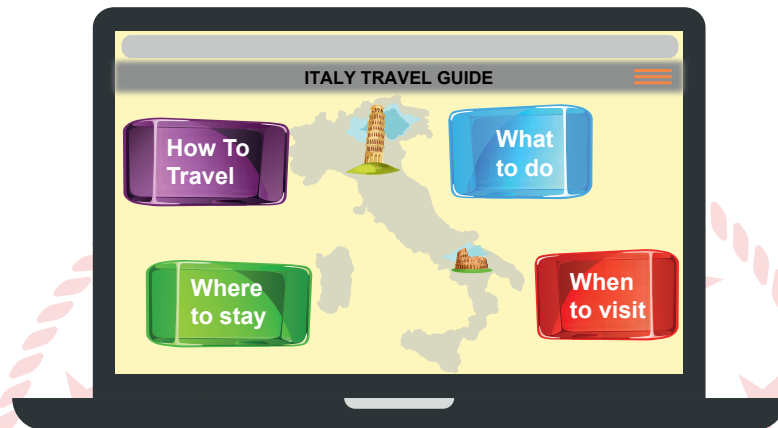 ITALY TRAVEL GUIDE
How To
Travel
What
to do
Where
to stay
When
to visit